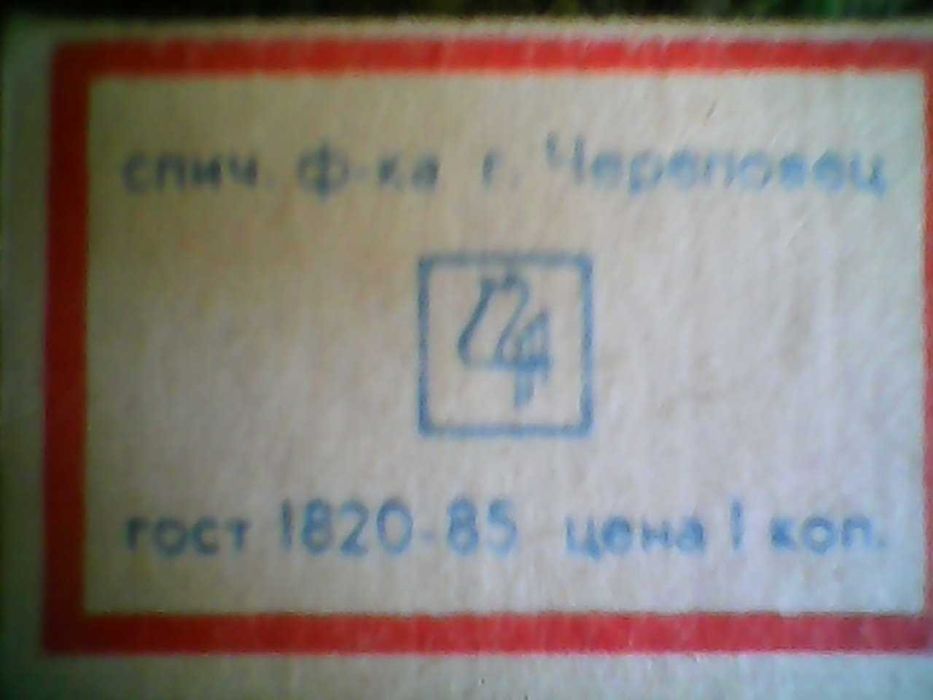 спич. ф-ка г. Череповец
гост 1820-85 цена 1 коп.